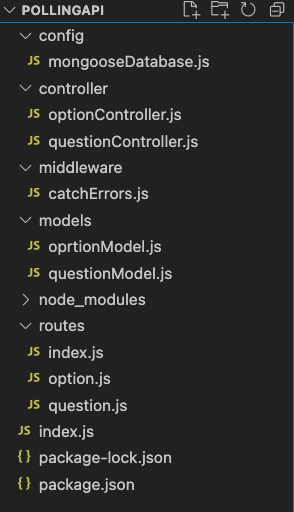 POLLINGAPI
config
JS mongooseDatabase.js
controller
JS optionController.js
JS questionController.js
middleware
JS catchErrors.js
models
JS oprtionModel.js
JS questionModel.js
node_modules
routes
JS index.js
JS option.js
JS question.js
JS index.js
{} package-lock.json
{} package.json